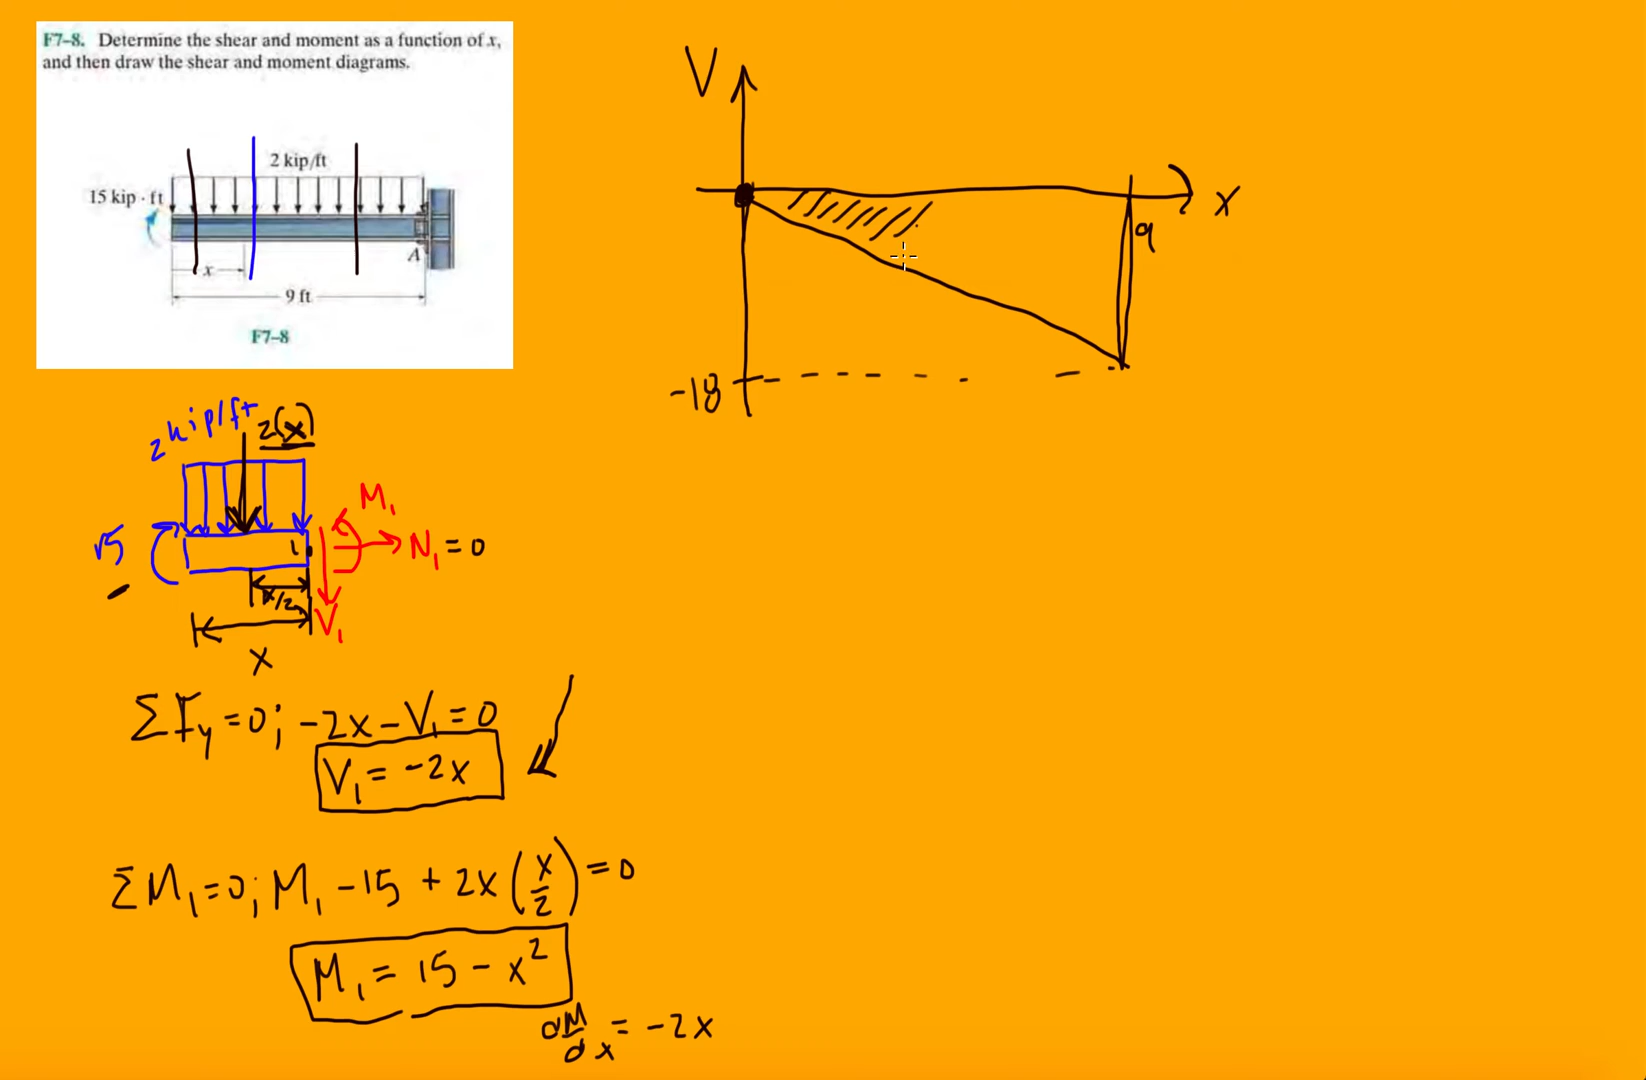 F7–8. Determine the shear and moment as a function of x,
and then draw the shear and moment diagrams.
2 kip/ft
15 kip · ft
A
x
9 ft
F7–8
2 kip/ft 2(x)
M₁
15
1
N₁ = 0
x/2
V₁
x
ΣFy = 0; -2x - V₁ = 0
V₁ = -2x
ΣM₁ = 0; M₁ - 15 + 2x (x/2) = 0
M₁ = 15 - x²
dM/dx = -2x
V
x
9
-18